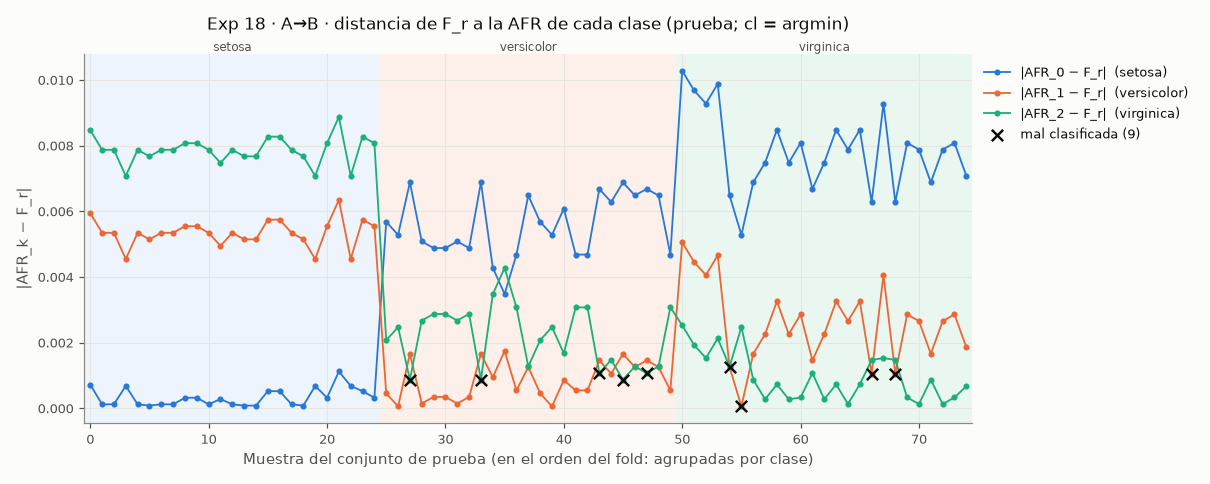 Exp 18 · A→B · distancia de F_r a la AFR de cada clase (prueba; cl = argmin)
setosa
versicolor
virginica
|AFR_0 − F_r| (setosa)
|AFR_1 − F_r| (versicolor)
|AFR_2 − F_r| (virginica)
mal clasificada (9)
|AFR_k − F_r|
0.010
0.008
0.006
0.004
0.002
0.000
0 10 20 30 40 50 60 70
Muestra del conjunto de prueba (en el orden del fold: agrupadas por clase)